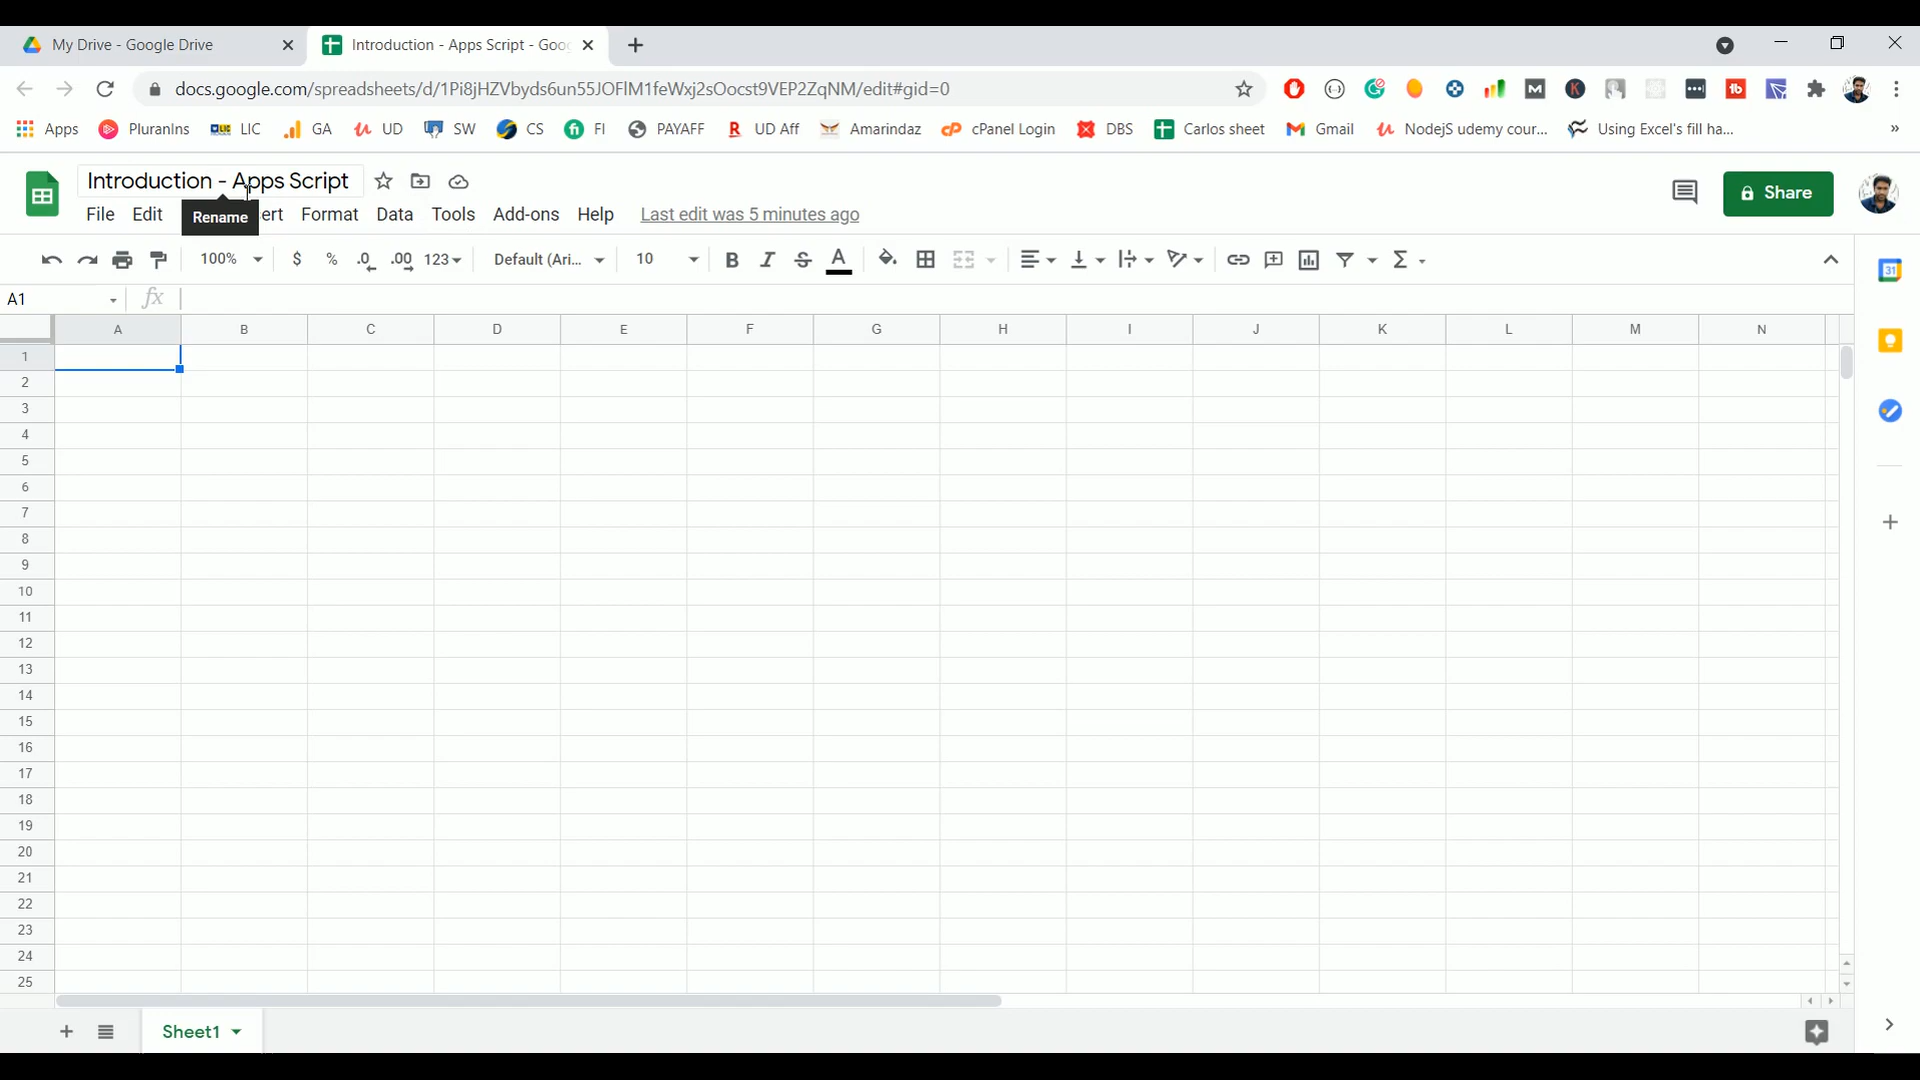 My Drive - Google Drive
Introduction - Apps Script - Goo
docs.google.com/spreadsheets/d/1Pi8jHZVbyds6un55JOFlM1feWxj2sOocst9VEP2ZqNM/edit#gid=0
Apps PluranIns LIC GA UD SW CS FI PAYAFF UD Aff Amarindaz cPanel Login DBS Carlos sheet Gmail NodejS udemy cour... Using Excel's fill ha... »
Introduction - Apps Script
Share
File Edit ert Format Data Tools Add-ons Help Last edit was 5 minutes ago
Rename
100% $ % .0 .00 123 Default (Ari... 10 B I S A
A1 fx
A B C D E F G H I J K L M N
1
2
3
4
5
6
7
8
9
10
11
12
13
14
15
16
17
18
19
20
21
22
23
24
25
Sheet1
31